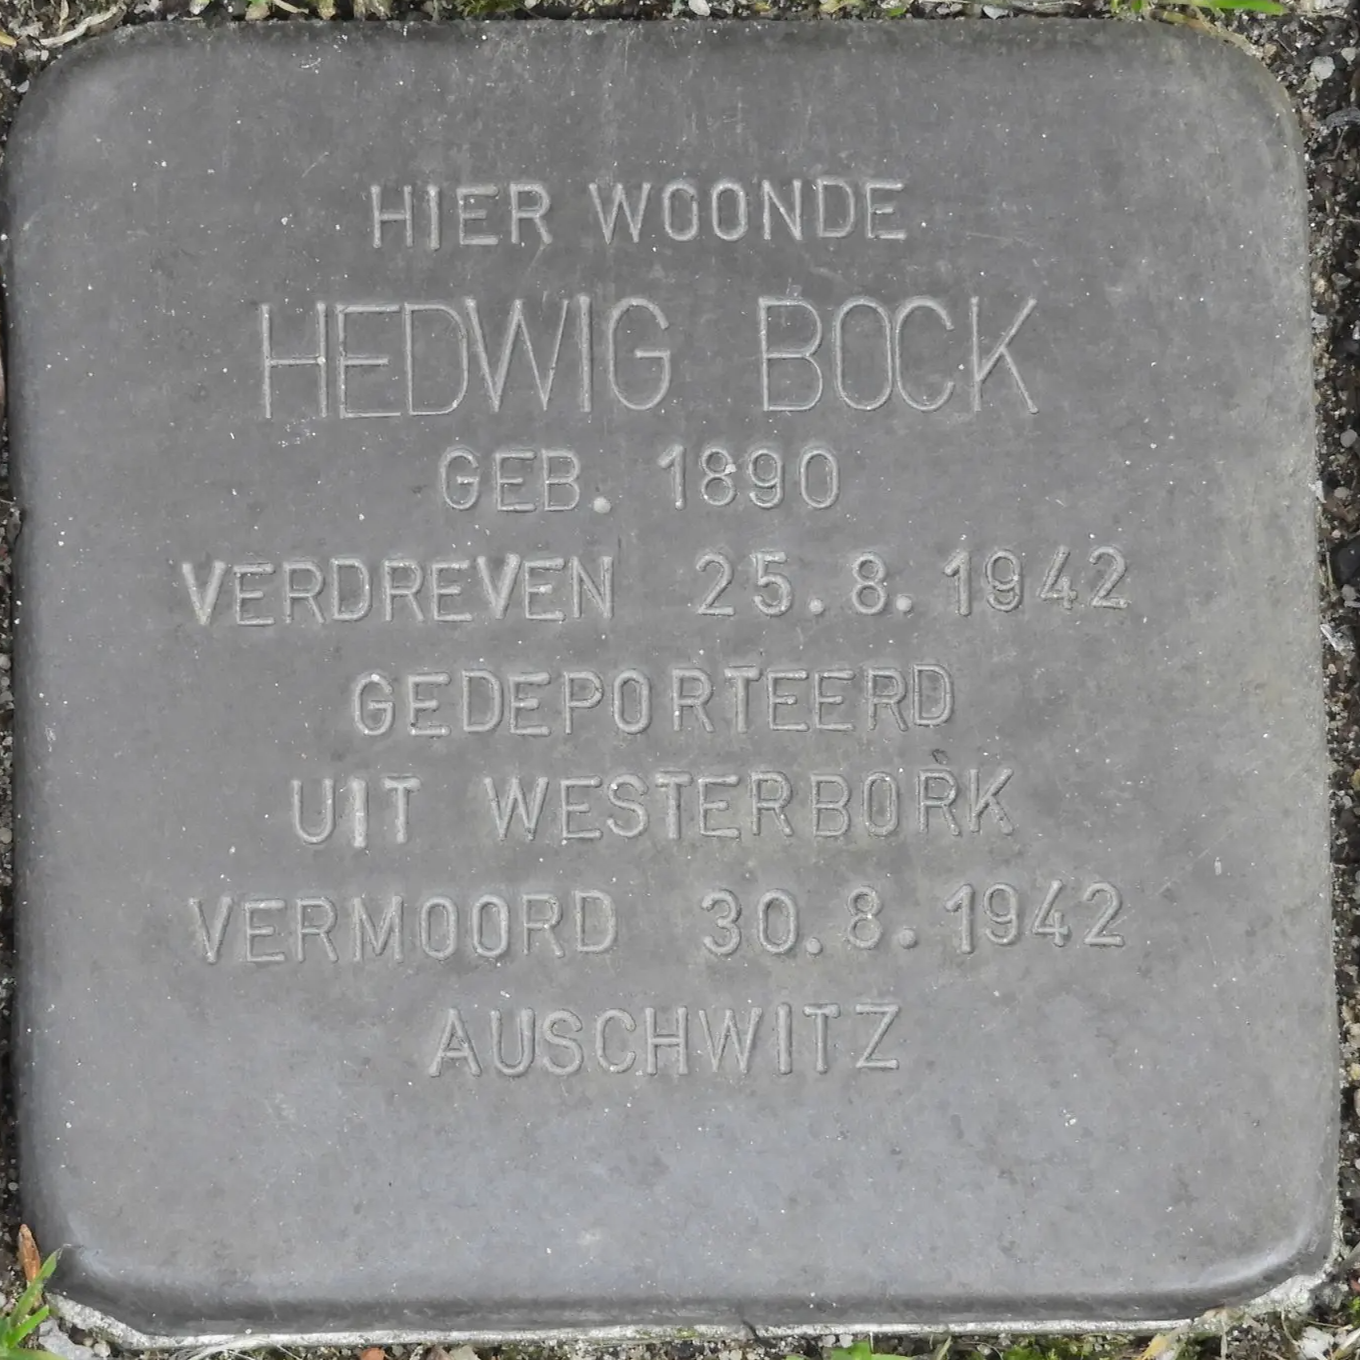 HIER WOONDE
HEDWIG BOCK
GEB. 1890
VERDREVEN 25.8.1942
GEDEPORTEERD
UIT WESTERBORK
VERMOORD 30.8.1942
AUSCHWITZ